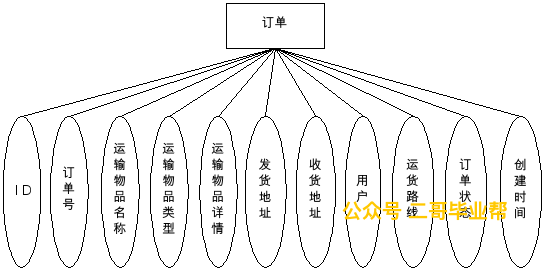 订单
ID
订单号
运输物品名称
运输物品类型
运输物品详情
发货地址
收货地址
用户
运货路线
订单状态
创建时间
公众号 二哥毕业帮